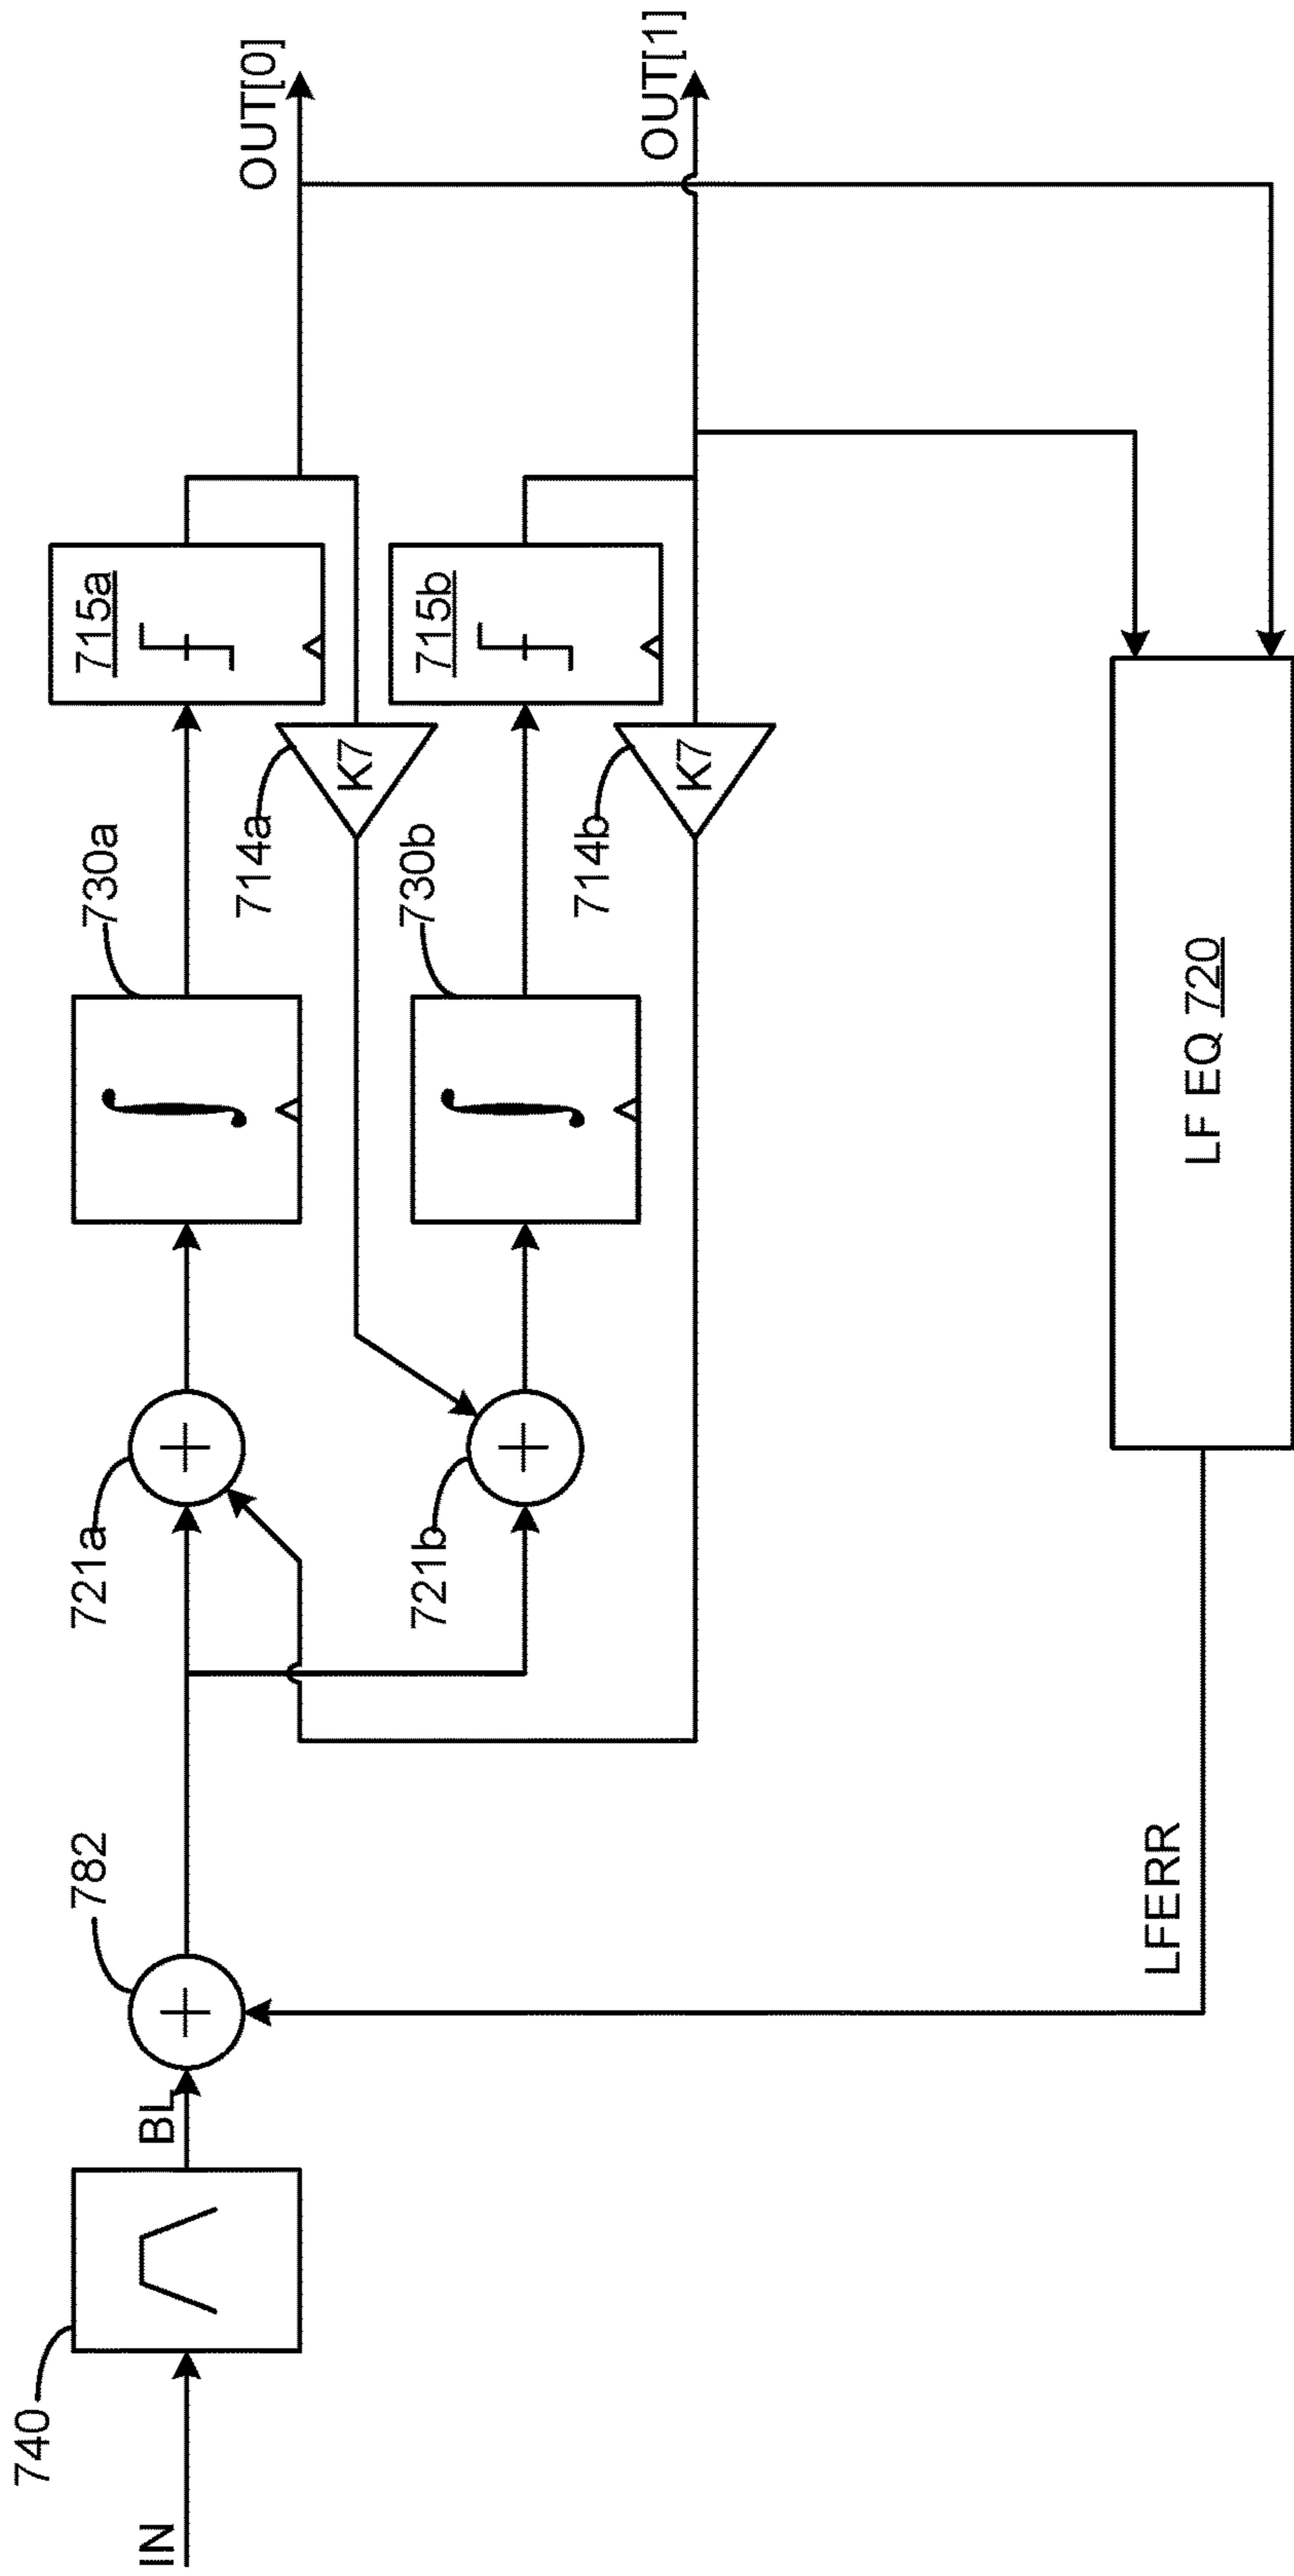 IN
740
BL
782
LFERR
721a
721b
730a
730b
714a
K7
714b
K7
715a
715b
OUT[0]
OUT[1]
LF EQ 720